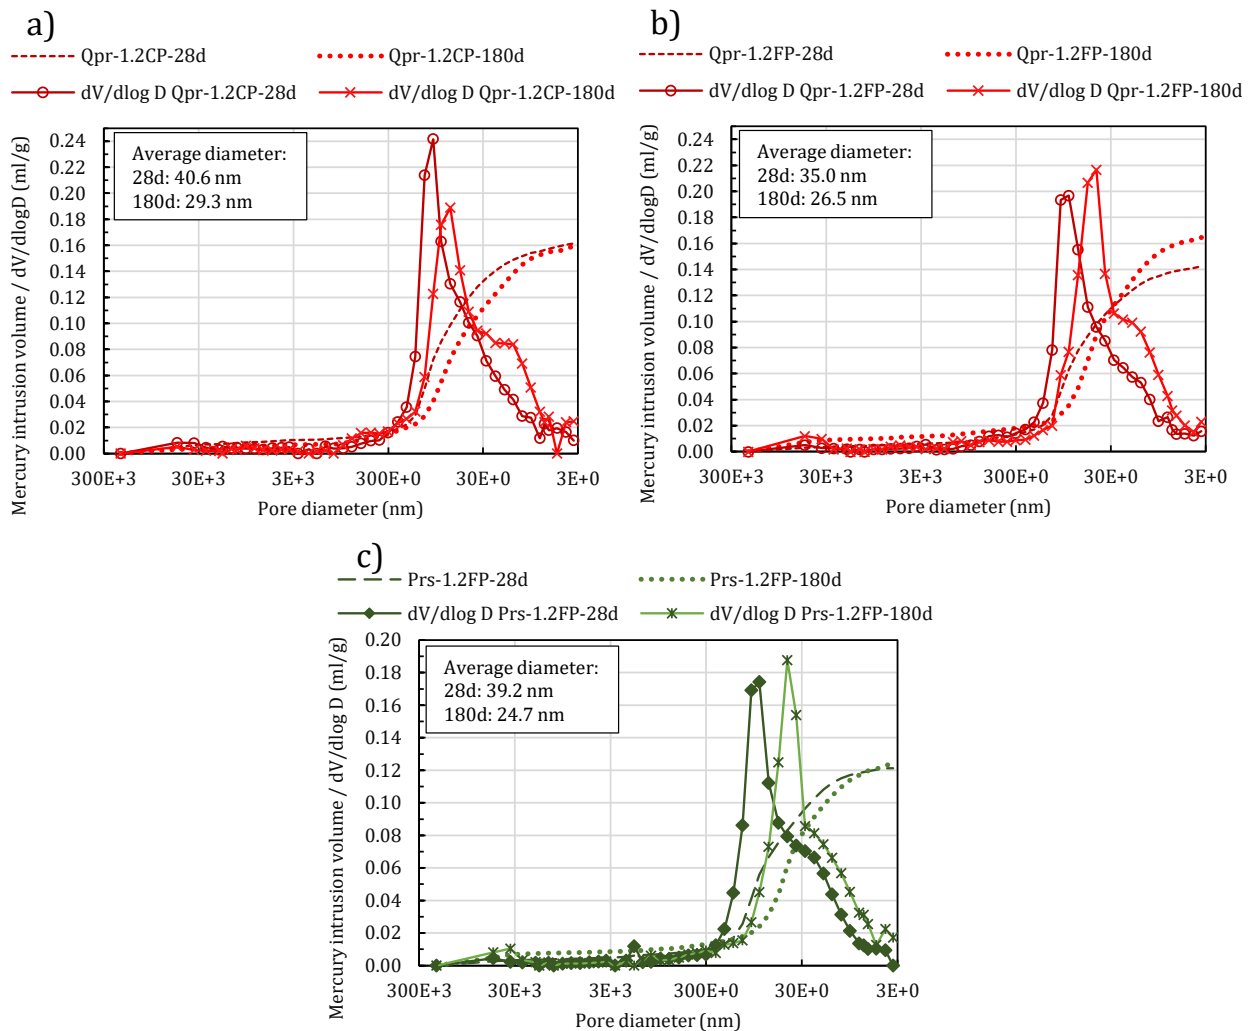 a)
Qpr-1.2CP-28d
Qpr-1.2CP-180d
dV/dlog D Qpr-1.2CP-28d
dV/dlog D Qpr-1.2CP-180d
Mercury intrusion volume / dV/dlogD (ml/g)
0.24
0.22
0.20
0.18
0.16
0.14
0.12
0.10
0.08
0.06
0.04
0.02
0.00
Average diameter:
28d: 40.6 nm
180d: 29.3 nm
300E+3
30E+3
3E+3
300E+0
30E+0
3E+0
Pore diameter (nm)
b)
Qpr-1.2FP-28d
Qpr-1.2FP-180d
dV/dlog D Qpr-1.2FP-28d
dV/dlog D Qpr-1.2FP-180d
Mercury intrusion volume / dV/dlogD (ml/g)
0.24
0.22
0.20
0.18
0.16
0.14
0.12
0.10
0.08
0.06
0.04
0.02
0.00
Average diameter:
28d: 35.0 nm
180d: 26.5 nm
300E+3
30E+3
3E+3
300E+0
30E+0
3E+0
Pore diameter (nm)
c)
Prs-1.2FP-28d
Prs-1.2FP-180d
dV/dlog D Prs-1.2FP-28d
dV/dlog D Prs-1.2FP-180d
Mercury intrusion volume / dV/dlog D (ml/g)
0.20
0.18
0.16
0.14
0.12
0.10
0.08
0.06
0.04
0.02
0.00
Average diameter:
28d: 39.2 nm
180d: 24.7 nm
300E+3
30E+3
3E+3
300E+0
30E+0
3E+0
Pore diameter (nm)